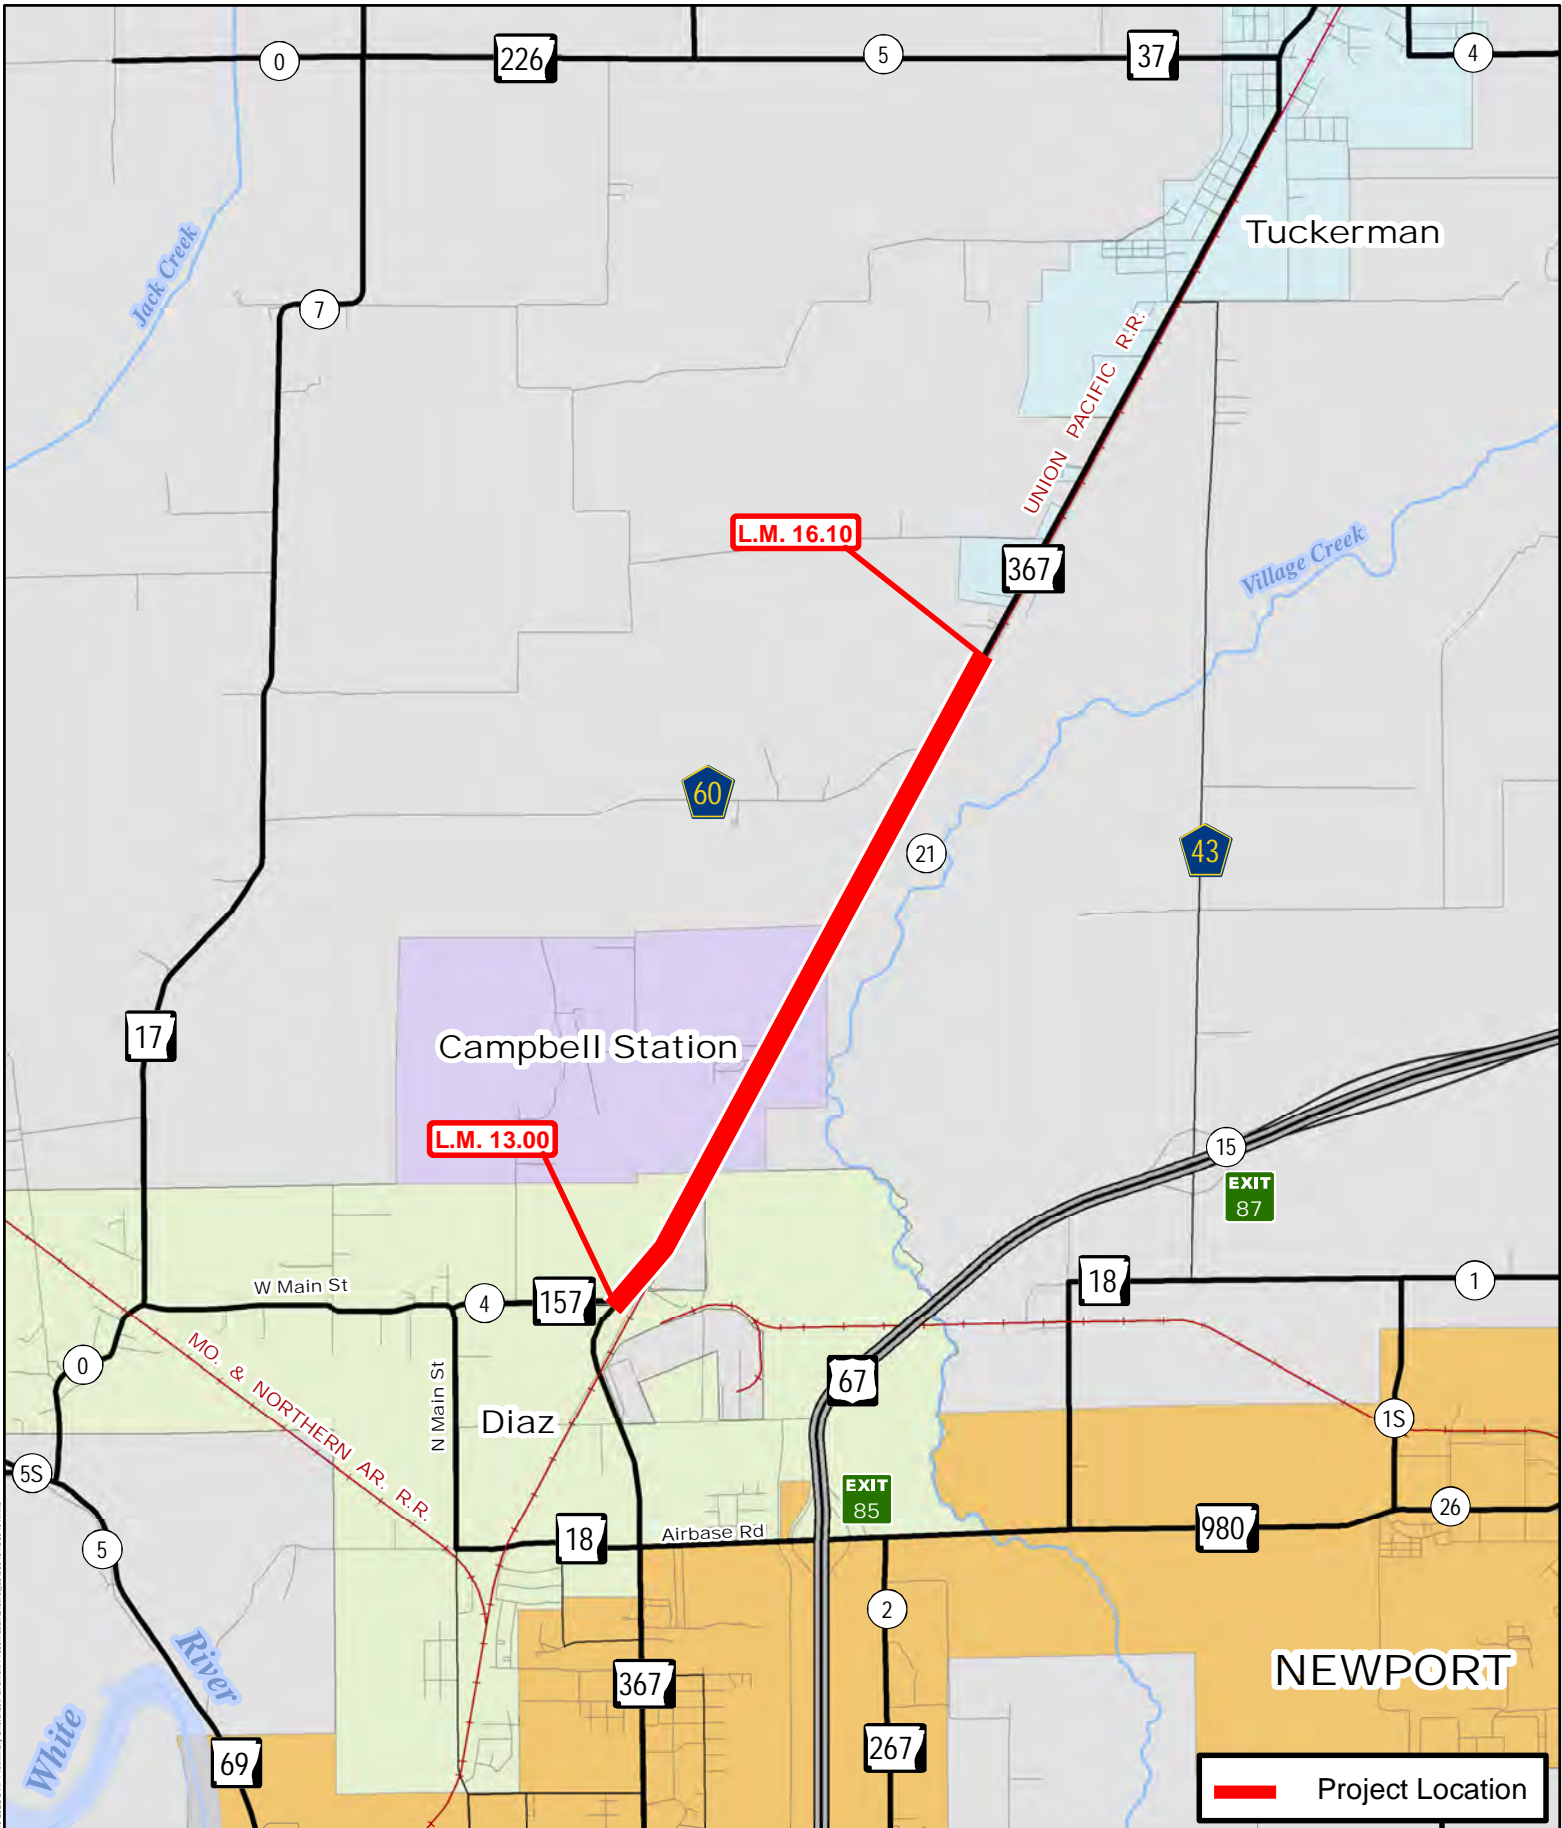 0
226
5
37
4
Tuckerman
Jack Creek
7
UNION PACIFIC R.R.
L.M. 16.10
367
Village Creek
60
21
43
17
Campbell Station
L.M. 13.00
15
EXIT
87
W Main St
4
157
18
1
0
MO. & NORTHERN AR. R.R.
N Main St
Diaz
67
1S
5S
EXIT
85
26
5
18
Airbase Rd
980
2
White River
367
NEWPORT
69
267
Project Location